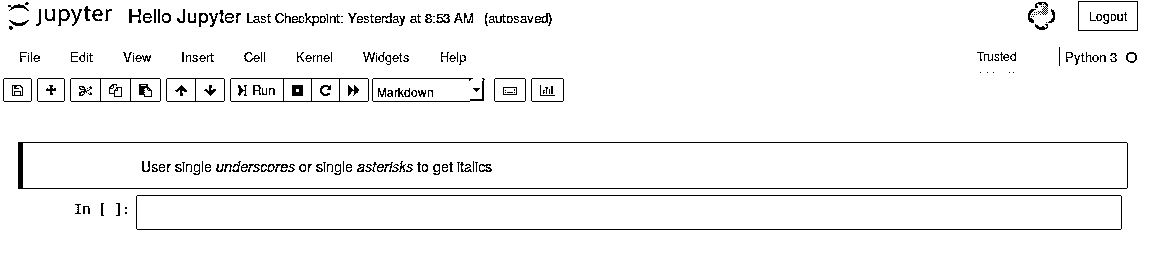 jupyter Hello Jupyter Last Checkpoint: Yesterday at 8:53 AM (autosaved) Logout
File Edit View Insert Cell Kernel Widgets Help Trusted Python 3
Run Markdown
User single underscores or single asterisks to get italics
In [ ]: